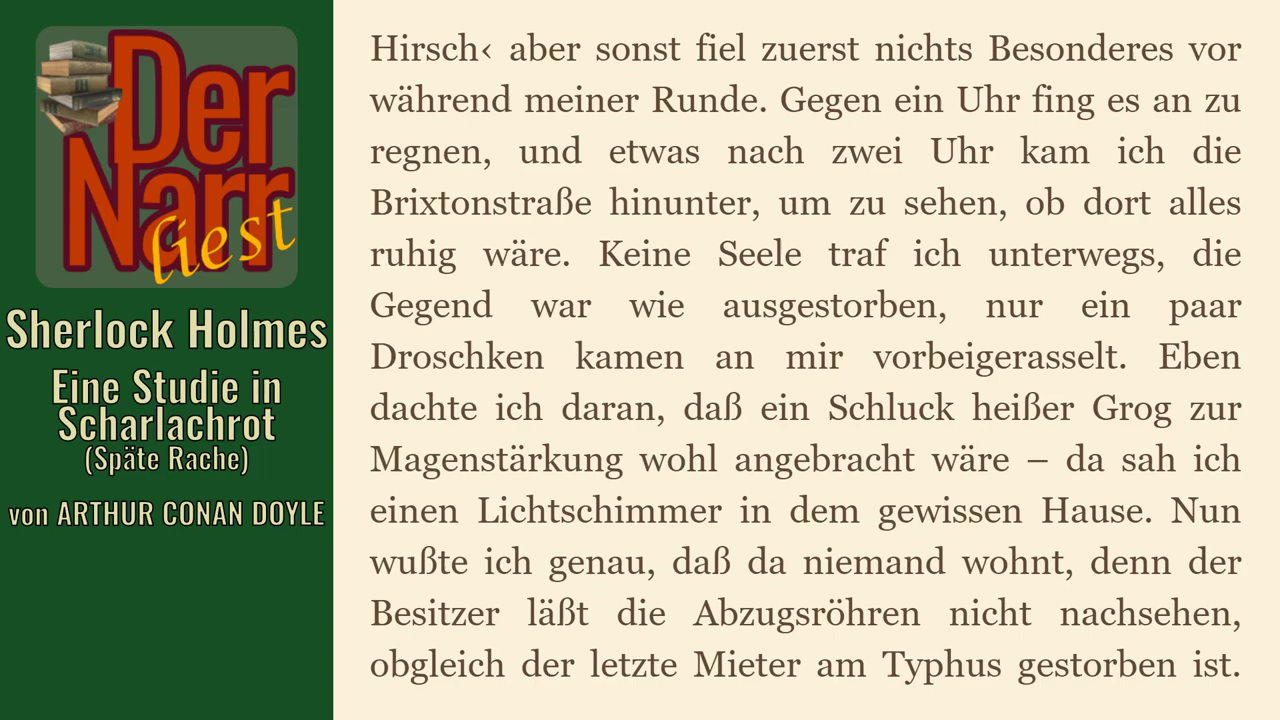 Der
Narr
liest
Sherlock Holmes
Eine Studie in
Scharlachrot
(Späte Rache)
von ARTHUR CONAN DOYLE
Hirsch‹ aber sonst fiel zuerst nichts Besonderes vor
während meiner Runde. Gegen ein Uhr fing es an zu
regnen, und etwas nach zwei Uhr kam ich die
Brixtonstraße hinunter, um zu sehen, ob dort alles
ruhig wäre. Keine Seele traf ich unterwegs, die
Gegend war wie ausgestorben, nur ein paar
Droschken kamen an mir vorbeigerasselt. Eben
dachte ich daran, daß ein Schluck heißer Grog zur
Magenstärkung wohl angebracht wäre – da sah ich
einen Lichtschimmer in dem gewissen Hause. Nun
wußte ich genau, daß da niemand wohnt, denn der
Besitzer läßt die Abzugsröhren nicht nachsehen,
obgleich der letzte Mieter am Typhus gestorben ist.